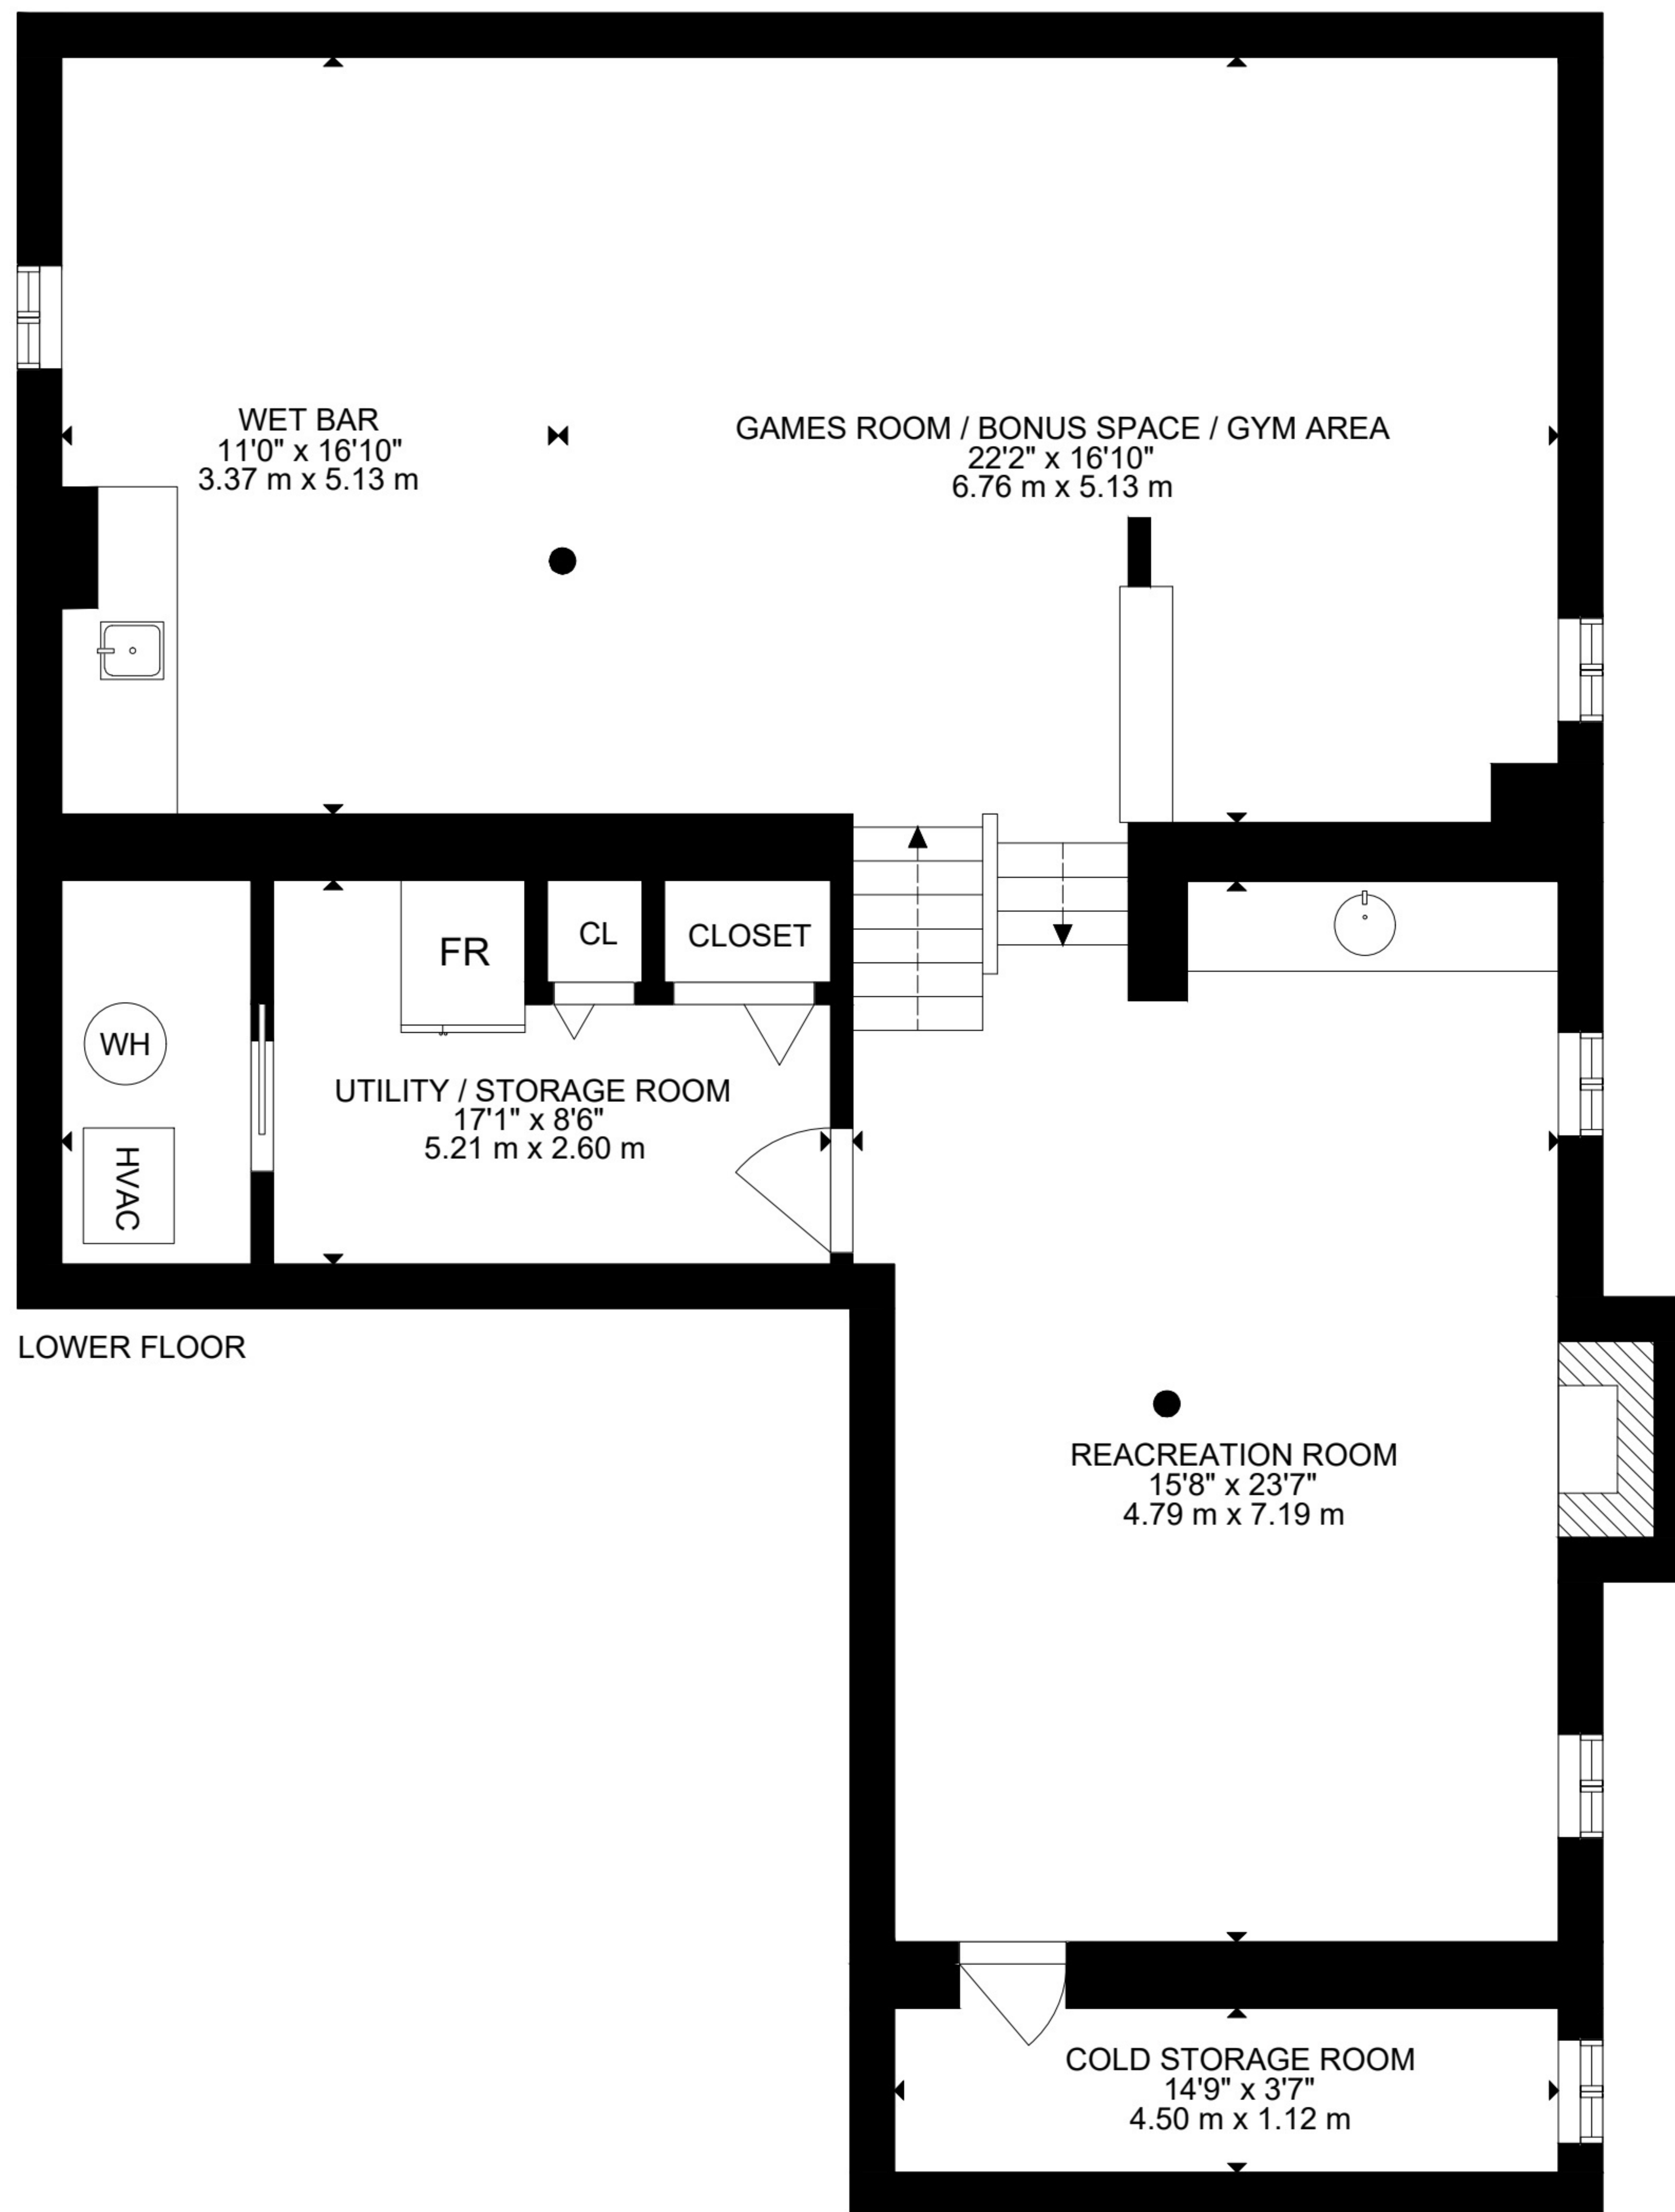 WET BAR
11'0" x 16'10"
3.37 m x 5.13 m
GAMES ROOM / BONUS SPACE / GYM AREA
22'2" x 16'10"
6.76 m x 5.13 m
FR
CL
CLOSET
WH
HVAC
UTILITY / STORAGE ROOM
17'1" x 8'6"
5.21 m x 2.60 m
LOWER FLOOR
REACREATION ROOM
15'8" x 23'7"
4.79 m x 7.19 m
COLD STORAGE ROOM
14'9" x 3'7"
4.50 m x 1.12 m